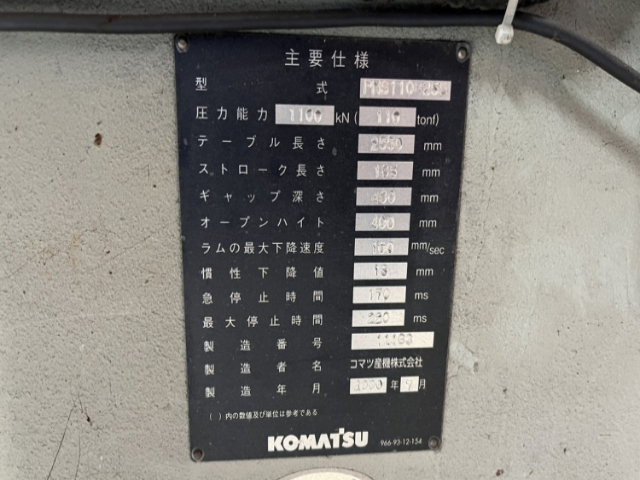 主要仕様
型式
圧力能力 1100 kN ( 110 tonf)
テーブル長さ 2550 mm
ストローク長さ mm
ギャップ深さ 400 mm
オープンハイト 400 mm
ラムの最大下降速度 mm/sec
慣性下降値 mm
急停止時間 170 ms
最大停止時間 220 ms
製造番号
製造者名 コマツ産機株式会社
製造年月 年 月
( )内の数値及び単位は参考である
KOMATSU 966-93-12-154